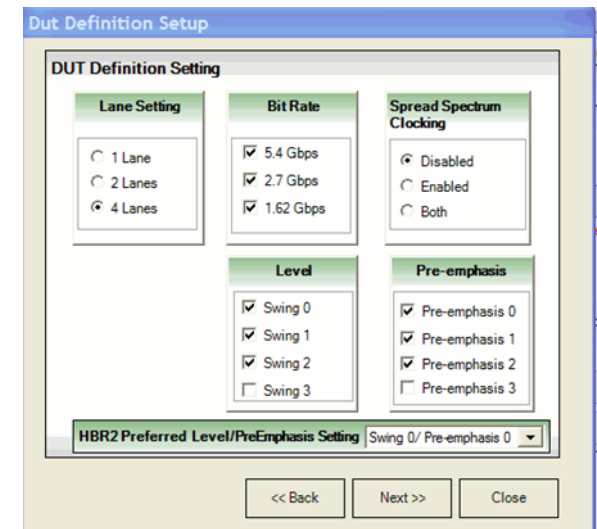 Dut Definition Setup
DUT Definition Setting
Lane Setting
1 Lane
2 Lanes
4 Lanes
Bit Rate
5.4 Gbps
2.7 Gbps
1.62 Gbps
Spread Spectrum
Clocking
Disabled
Enabled
Both
Level
Swing 0
Swing 1
Swing 2
Swing 3
Pre-emphasis
Pre-emphasis 0
Pre-emphasis 1
Pre-emphasis 2
Pre-emphasis 3
HBR2 Preferred Level/PreEmphasis Setting Swing 0/ Pre-emphasis 0
<< Back Next >> Close